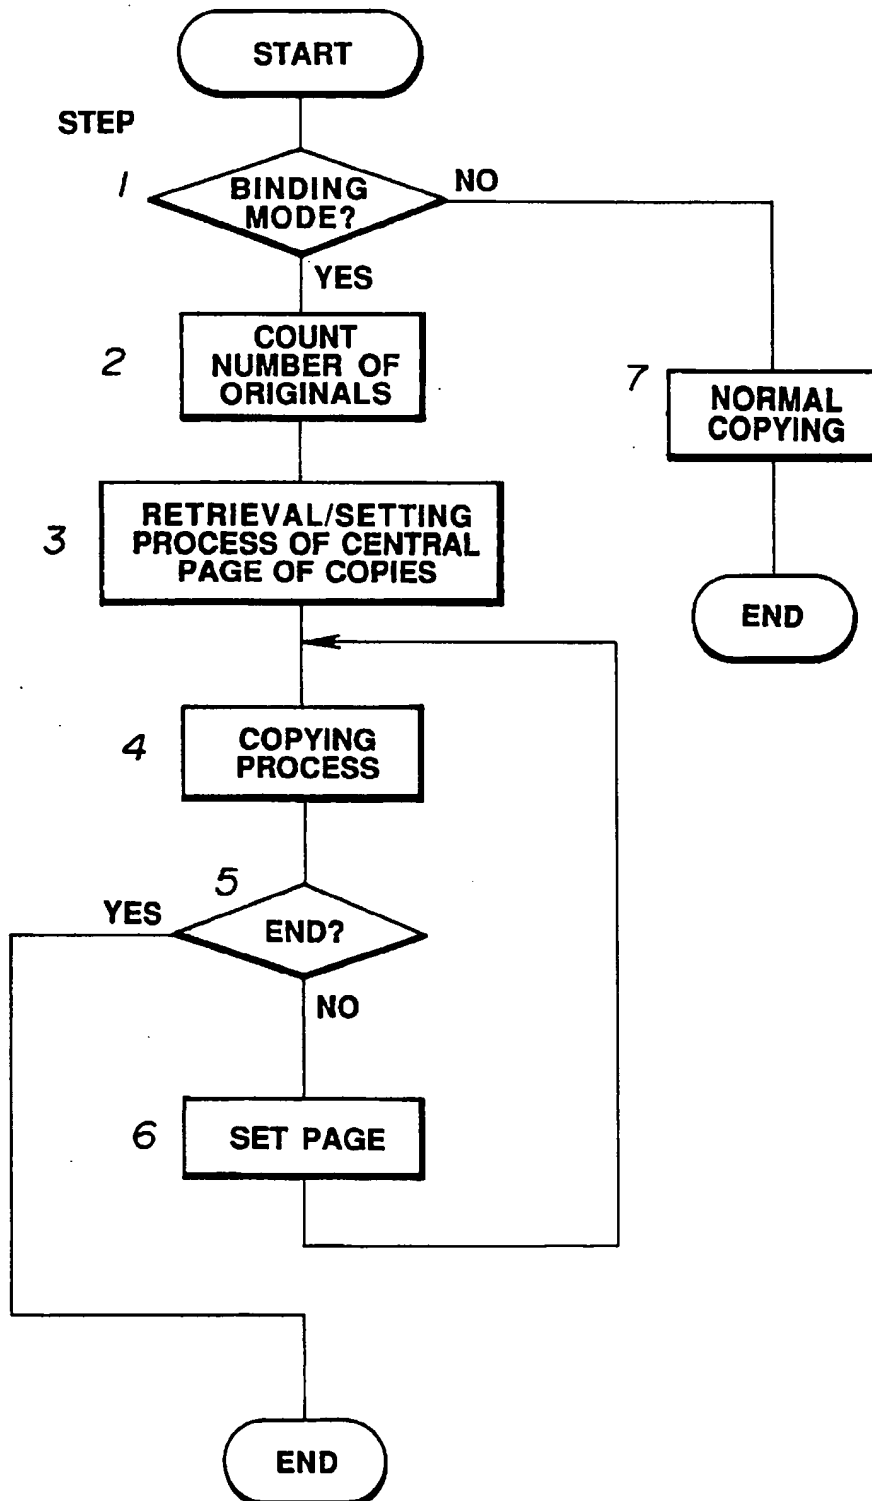 START
STEP
1
BINDING
MODE?
NO
YES
2
COUNT
NUMBER OF
ORIGINALS
7
NORMAL
COPYING
3
RETRIEVAL/SETTING
PROCESS OF CENTRAL
PAGE OF COPIES
END
4
COPYING
PROCESS
5
YES
END?
NO
6
SET PAGE
END